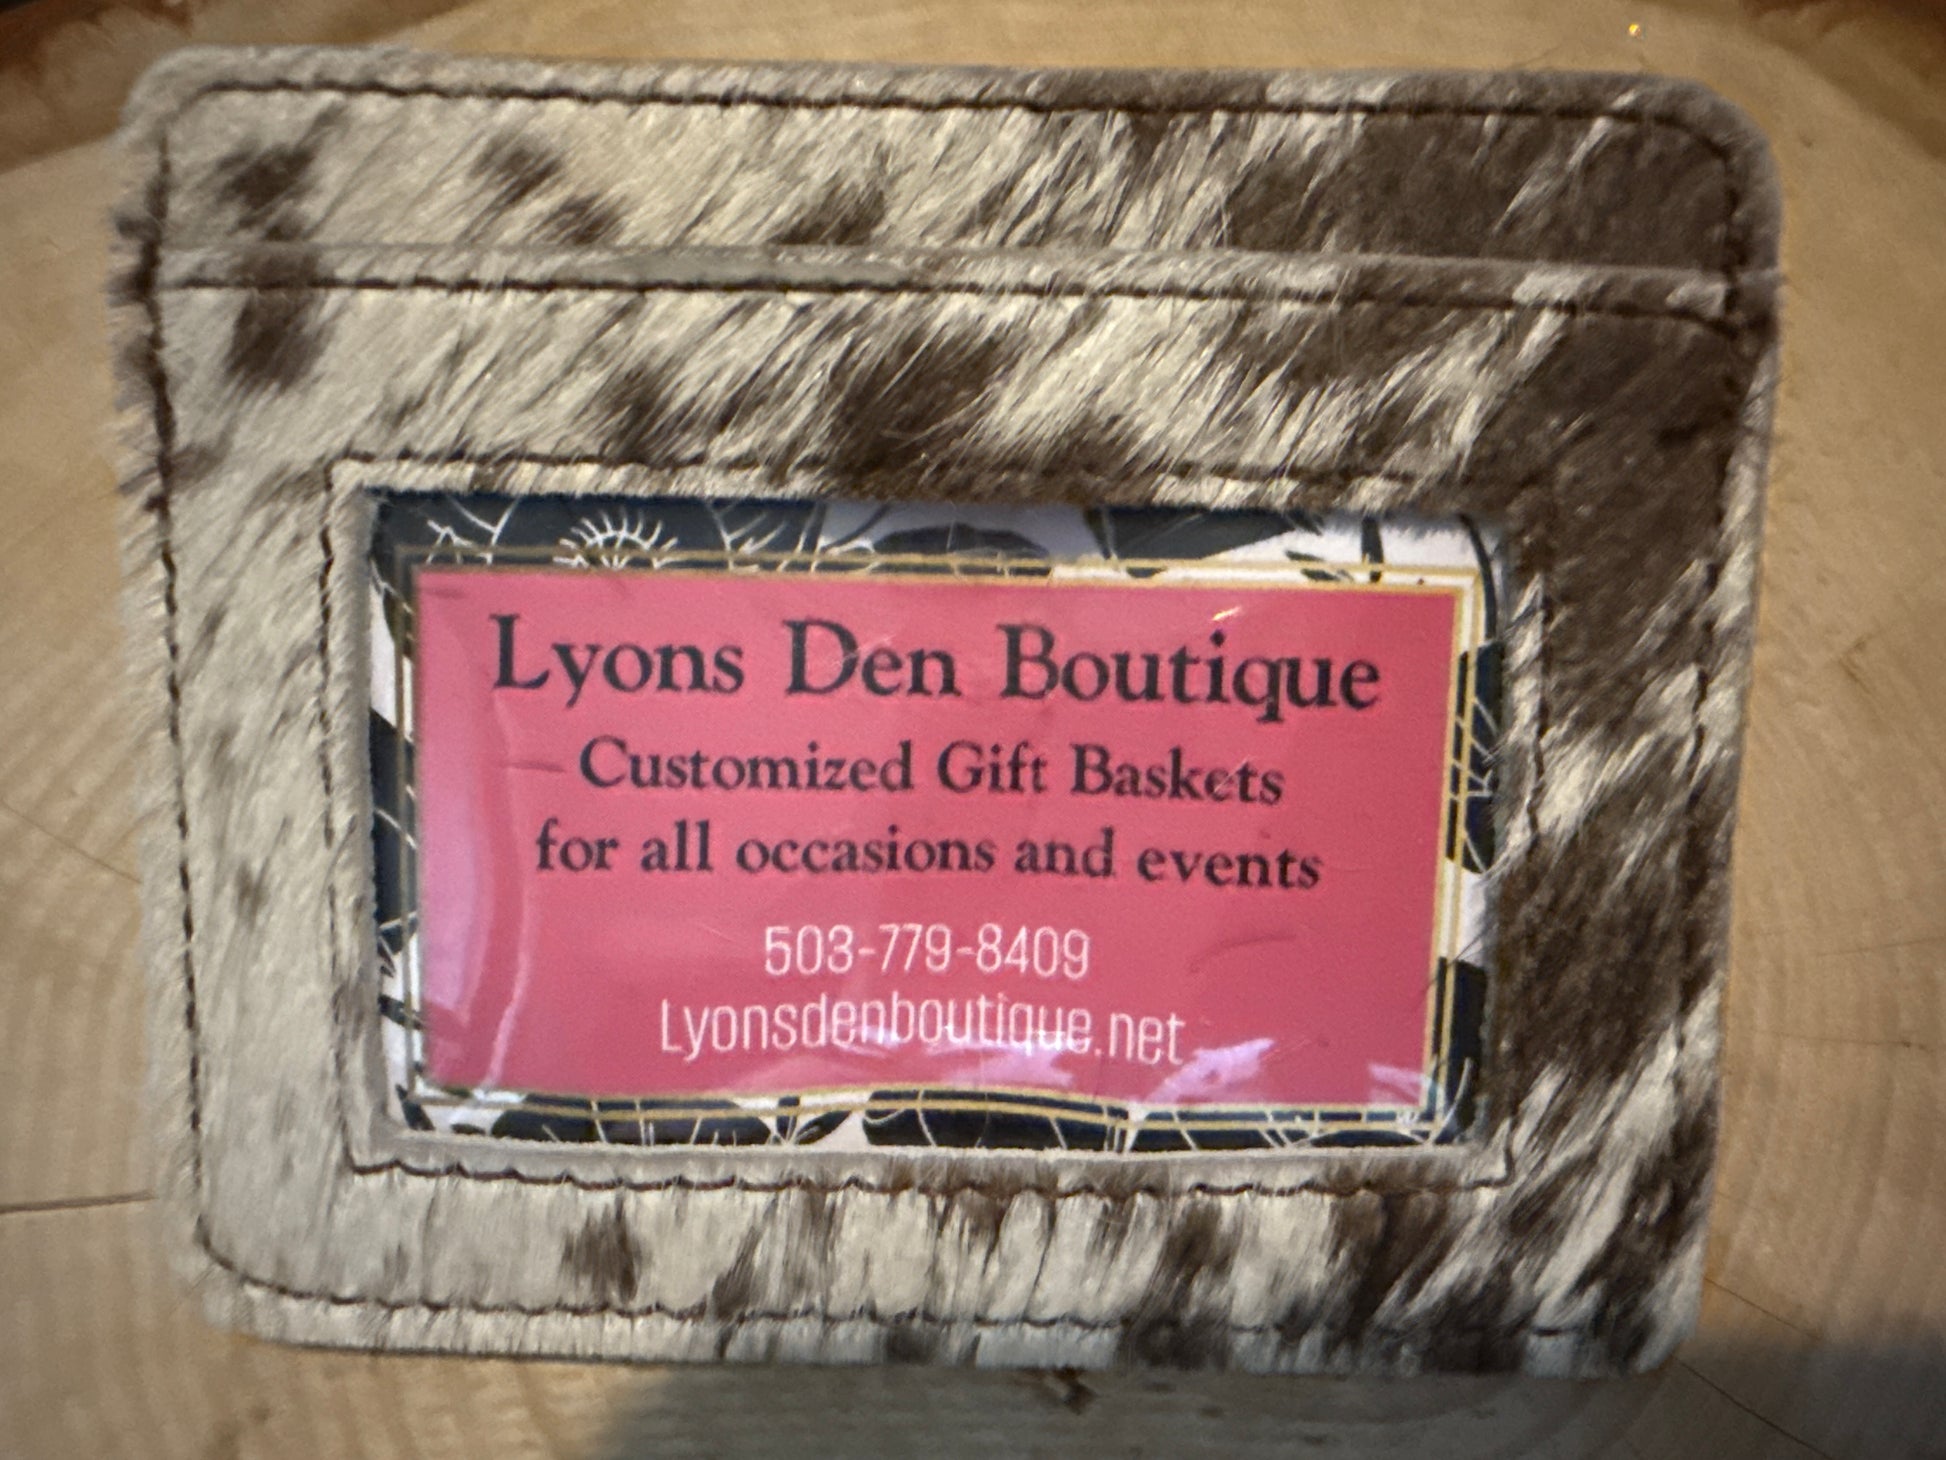 Lyons Den Boutique
Customized Gift Baskets
for all occasions and events
503-779-8409
Lyonsdenboutique.net